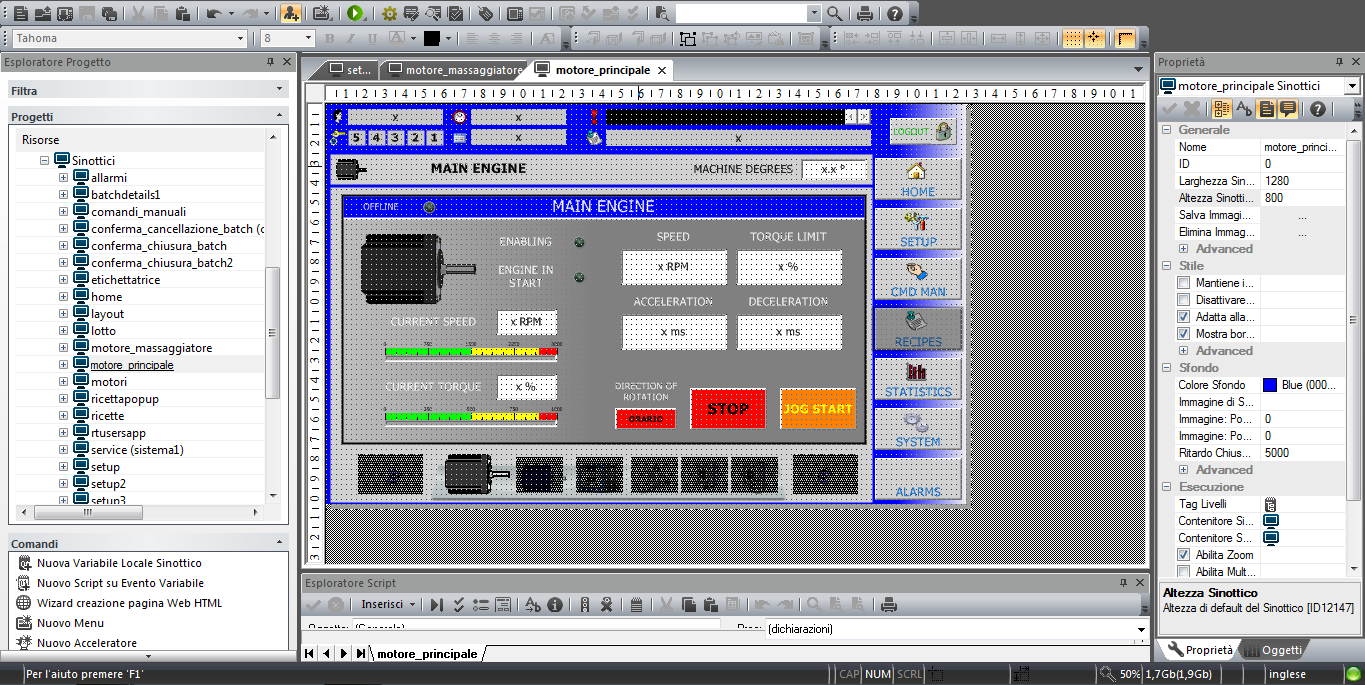 Tahoma
8
Esploratore Progetto
Filtra
Progetti
Risorse
Sinottici
allarmi
batchdetails1
comandi_manuali
conferma_cancellazione_batch (c
conferma_chiusura_batch
conferma_chiusura_batch2
etichettatrice
home
layout
lotto
motore_massaggiatore
motore_principale
motori
ricettapopup
ricette
rtusersapp
service (sistema1)
setup
setup2
setup3
Comandi
Nuova Variabile Locale Sinottico
Nuovo Script su Evento Variabile
Wizard creazione pagina Web HTML
Nuovo Menu
Nuovo Acceleratore
set...
motore_massaggiatore
motore_principale
x
x
5 4 3 2 1
x
x
LOGOUT
MAIN ENGINE
MACHINE DEGREES
x.x °
HOME
SETUP
CMD MAN
RECIPES
STATISTICS
SYSTEM
ALARMS
OFFLINE
MAIN ENGINE
ENABLING
ENGINE IN
START
SPEED
TORQUE LIMIT
x RPM
x %
ACCELERATION
DECELERATION
x ms
x ms
CURRENT SPEED
x RPM
CURRENT TORQUE
x %
DIRECTION OF
ROTATION
ORARIO
STOP
JOG START
Esploratore Script
Inserisci
(Generale)
(dichiarazioni)
motore_principale
Proprietà
motore_principale Sinottici
Generale
Nome motore_princi...
ID 0
Larghezza Sin... 1280
Altezza Sinotti... 800
Salva Immagi... ...
Elimina Immag... ...
Advanced
Stile
Mantiene i...
Disattivare...
Adatta alla...
Mostra bor...
Advanced
Sfondo
Colore Sfondo Blue (000...
Immagine di S...
Immagine: Po... 0
Immagine: Po... 0
Ritardo Chius... 5000
Advanced
Esecuzione
Tag Livelli
Contenitore Si...
Contenitore S...
Abilita Zoom
Abilita Mult...
Altezza Sinottico
Altezza di default del Sinottico [ID12147]
Proprietà
Oggetti
Per l'aiuto premere 'F1'
CAP NUM SCRL
50% 1,7Gb(1,9Gb)
inglese